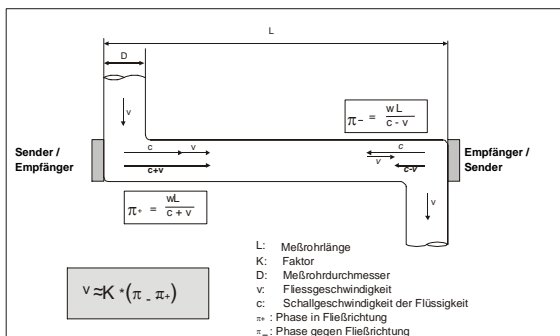 L
D
v
c v
c+v
π- = wL / c - v
c
v
c-v
Sender /
Empfänger
Empfänger /
Sender
π+ = wL / c + v
v
v ≈K *(π - π+)
L: Meßrohrlänge
K: Faktor
D: Meßrohrdurchmesser
v: Fliessgeschwindigkeit
c: Schallgeschwindigkeit der Flüssigkeit
π+ : Phase in Fließrichtung
π- : Phase gegen Fließrichtung